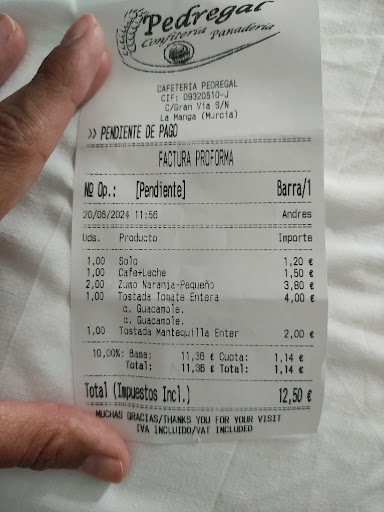 Pedregal
Confitería Panadería
CAFETERIA PEDREGAL
CIF: 09320510-J
C/Gran Via S/N
La Manga (Murcia)
>> PENDIENTE DE PAGO
FACTURA PROFORMA
Nº Op.: [Pendiente] Barra/1
20/05/2024 11:56 Andres
Uds. Producto Importe
1,00 Solo 1,20 €
1,00 Cafe+Leche 1,50 €
2,00 Zumo Naranja-Pequeño 3,80 €
1,00 Tostada Tomate Entera 4,00 €
c. Guacamole.
c. Guacamole.
1,00 Tostada Mantequilla Enter 2,00 €
10,00%: Base: 11,36 € Cuota: 1,14 €
Total: 11,36 € Total: 1,14 €
Total (Impuestos Incl.) 12,50 €
MUCHAS GRACIAS/THANKS YOU FOR YOUR VISIT
IVA INCLUIDO/VAT INCLUDED